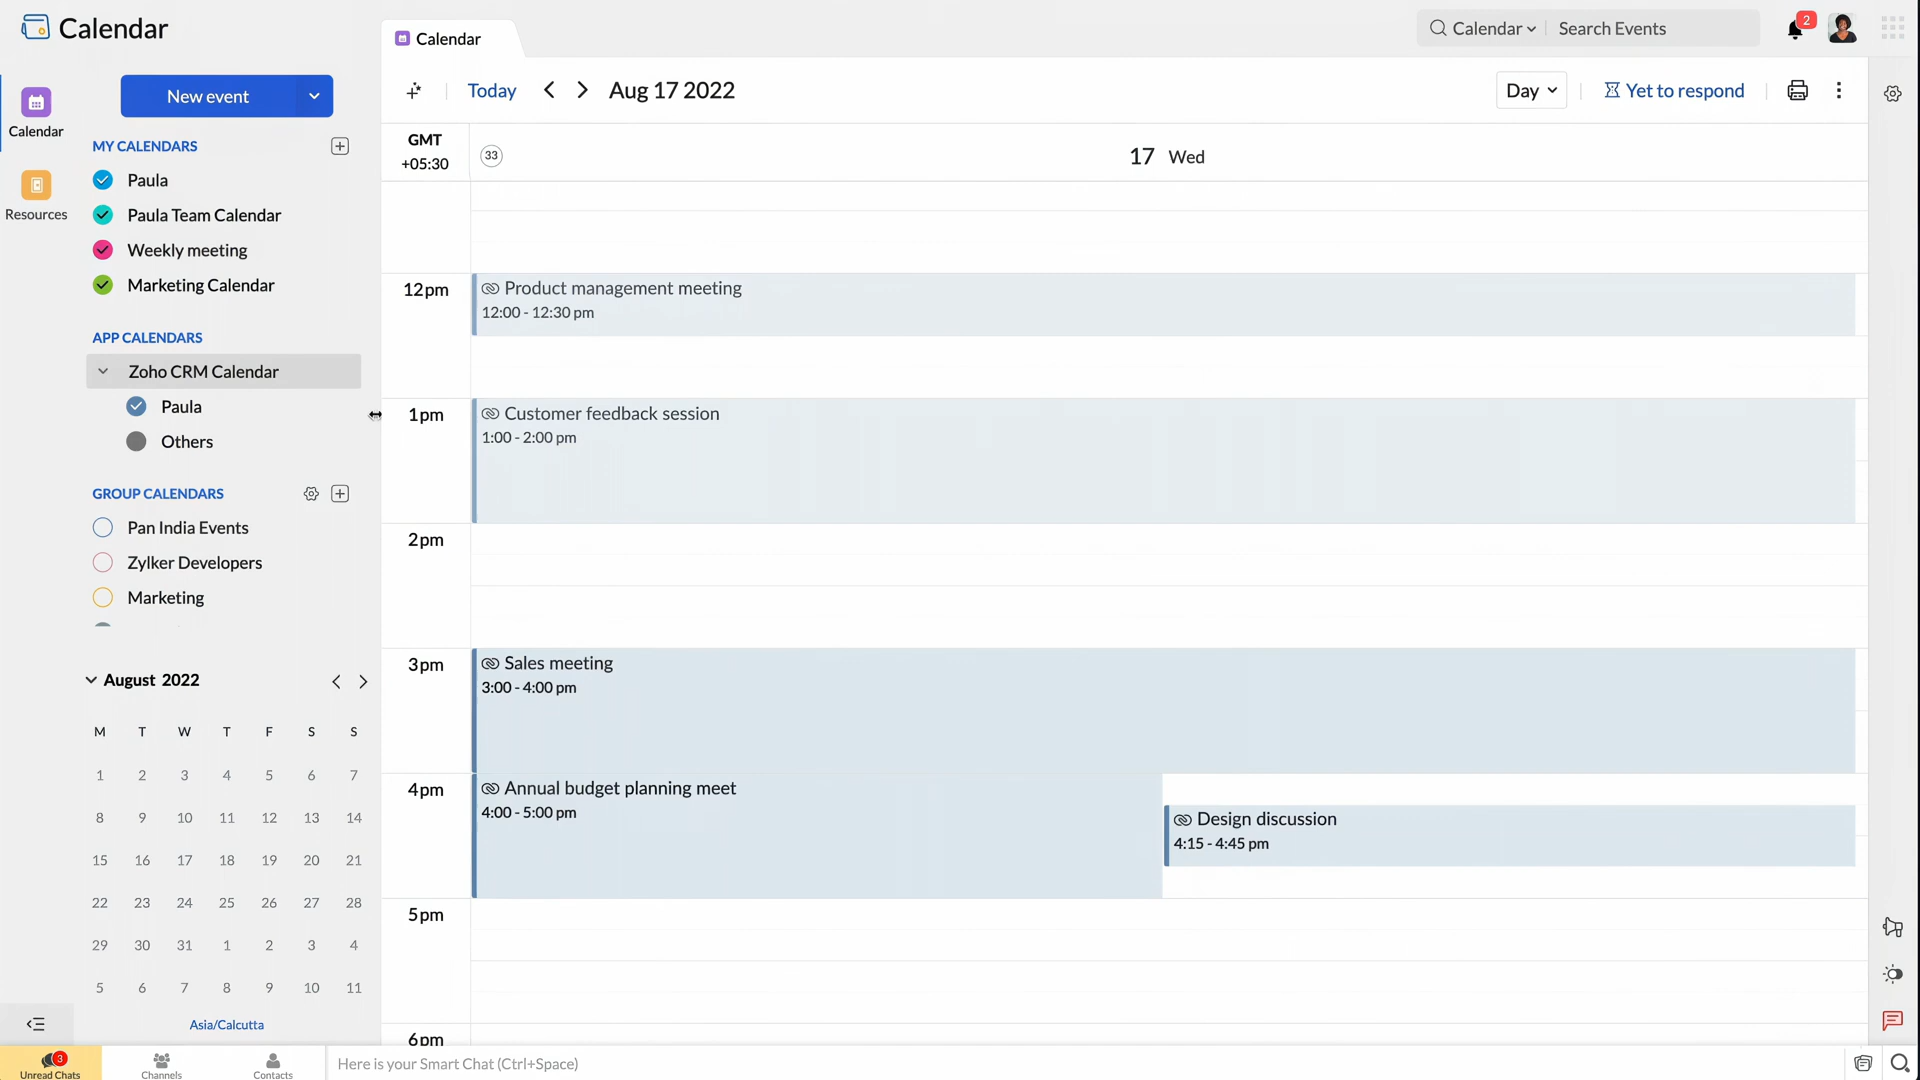 Calendar
Calendar
Calendar
Search Events
2
New event
Today
Aug 17 2022
Day
Yet to respond
Calendar
Resources
MY CALENDARS
Paula
Paula Team Calendar
Weekly meeting
Marketing Calendar
APP CALENDARS
Zoho CRM Calendar
Paula
Others
GROUP CALENDARS
Pan India Events
Zylker Developers
Marketing
August 2022
M T W T F S S
1 2 3 4 5 6 7
8 9 10 11 12 13 14
15 16 17 18 19 20 21
22 23 24 25 26 27 28
29 30 31 1 2 3 4
5 6 7 8 9 10 11
Asia/Calcutta
GMT
+05:30
33
17 Wed
12pm
Product management meeting
12:00 - 12:30 pm
1pm
Customer feedback session
1:00 - 2:00 pm
2pm
3pm
Sales meeting
3:00 - 4:00 pm
4pm
Annual budget planning meet
4:00 - 5:00 pm
Design discussion
4:15 - 4:45 pm
5pm
6pm
3
Unread Chats
Channels
Contacts
Here is your Smart Chat (Ctrl+Space)